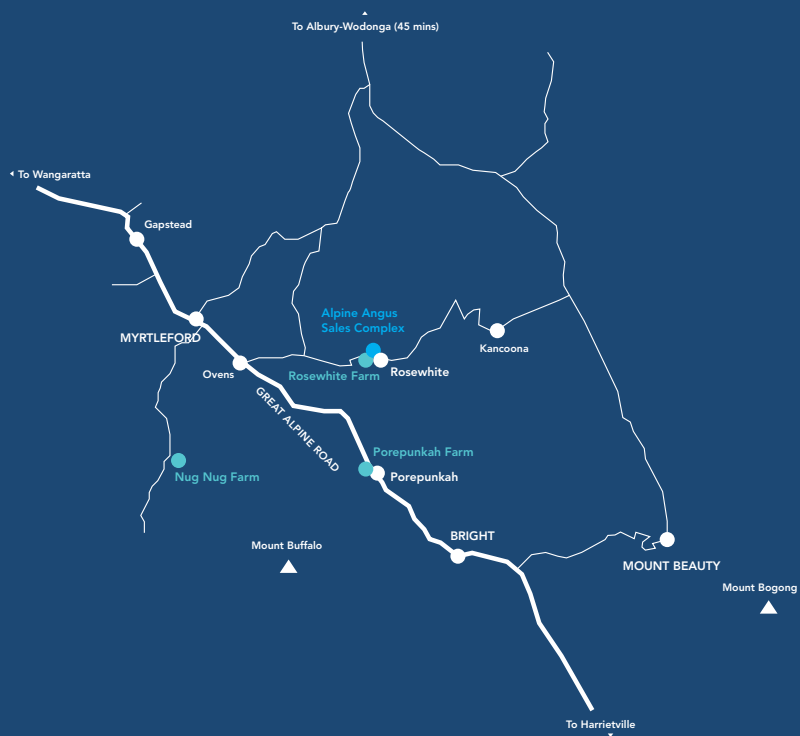 To Albury-Wodonga (45 mins)
To Wangaratta
Gapstead
Alpine Angus
Sales Complex
MYRTLEFORD
Kancoona
Ovens
Rosewhite Farm
Rosewhite
GREAT ALPINE ROAD
Porepunkah Farm
Nug Nug Farm
Porepunkah
BRIGHT
Mount Buffalo
MOUNT BEAUTY
Mount Bogong
To Harrietville